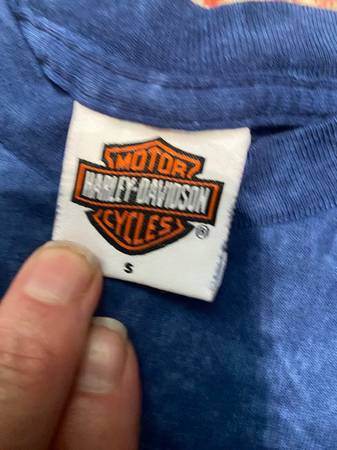 MOTOR
HARLEY-DAVIDSON
CYCLES
®
S